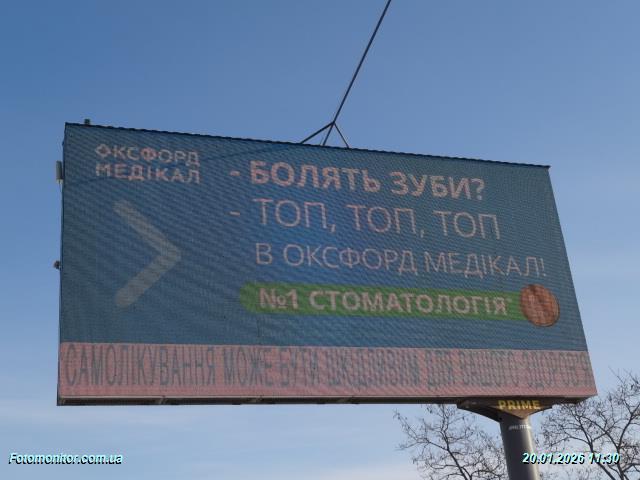 ОКСФОРД
МЕДІКАЛ
- БОЛЯТЬ ЗУБИ?
- ТОП, ТОП, ТОП
В ОКСФОРД МЕДІКАЛ!
№1 СТОМАТОЛОГІЯ
САМОЛІКУВАННЯ МОЖЕ БУТИ ШКІДЛИВИМ ДЛЯ ВАШОГО ЗДОРОВ'Я
PRIME
Fotomonitor.com.ua
20.01.2026 11:30